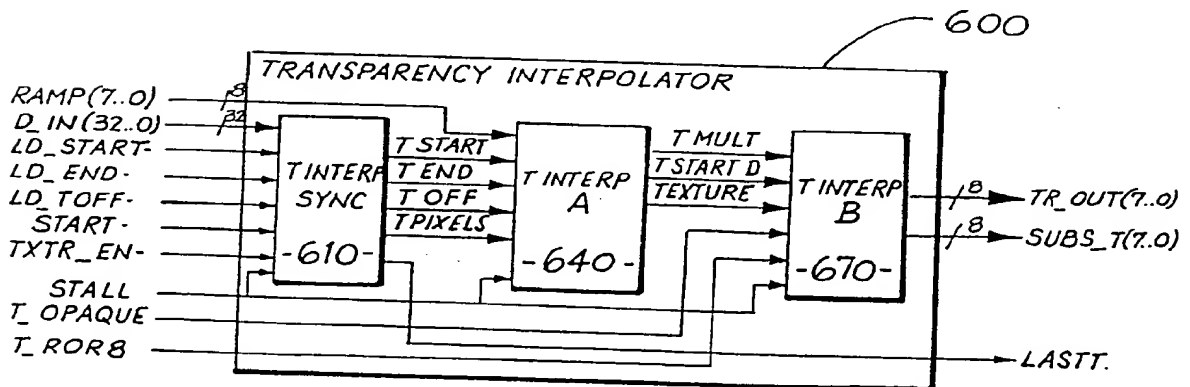 600
TRANSPARENCY INTERPOLATOR
RAMP(7..0)
8
D_IN(32..0)
32
LD_START-
LD_END-
LD_TOFF-
START-
TXTR_EN-
STALL
T_OPAQUE
T_ROR8
T INTERP
SYNC
-610-
T START
T END
T OFF
T PIXELS
T INTERP
A
-640-
T MULT
T START D
TEXTURE
T INTERP
B
-670-
8
TR_OUT(7..0)
8
SUBS_T(7..0)
LASTT.